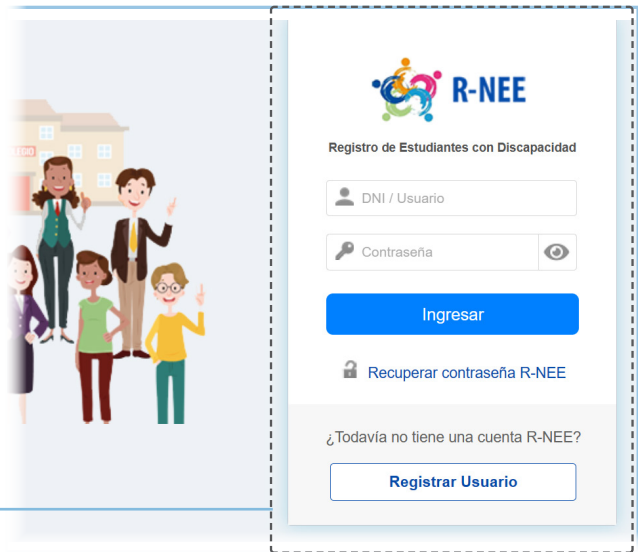 R-NEE
Registro de Estudiantes con Discapacidad
DNI / Usuario
Contraseña
Ingresar
Recuperar contraseña R-NEE
¿Todavía no tiene una cuenta R-NEE?
Registrar Usuario